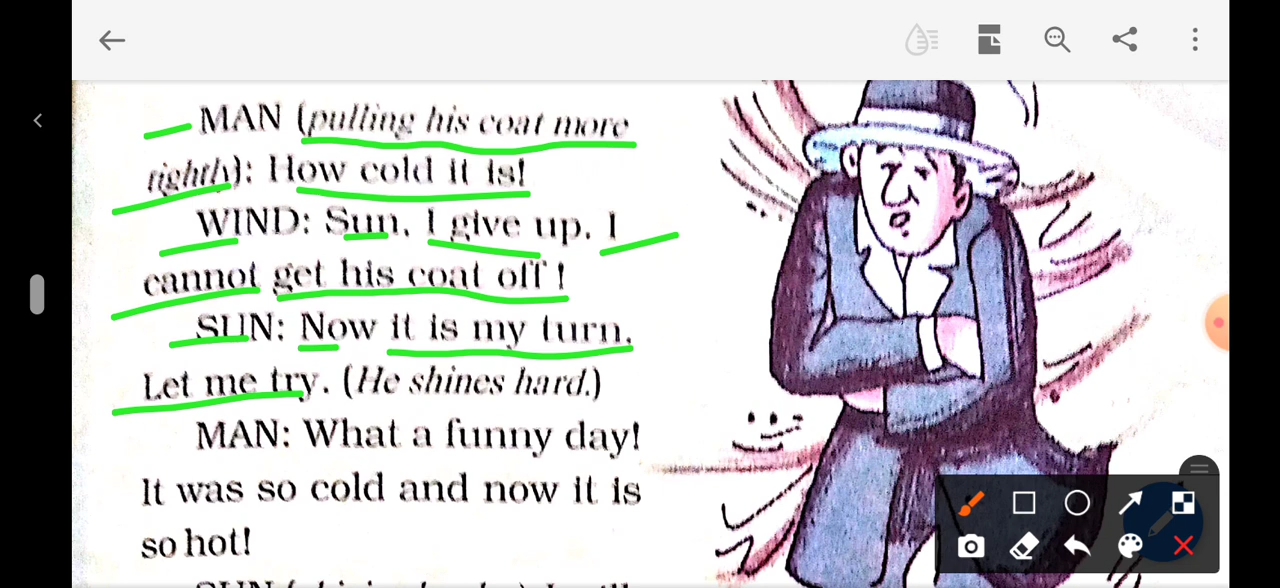 MAN (pulling his coat more
tightly): How cold it is!
WIND: Sun, I give up. I
cannot get his coat off !
SUN: Now it is my turn.
Let me try. (He shines hard.)
MAN: What a funny day!
It was so cold and now it is
so hot!